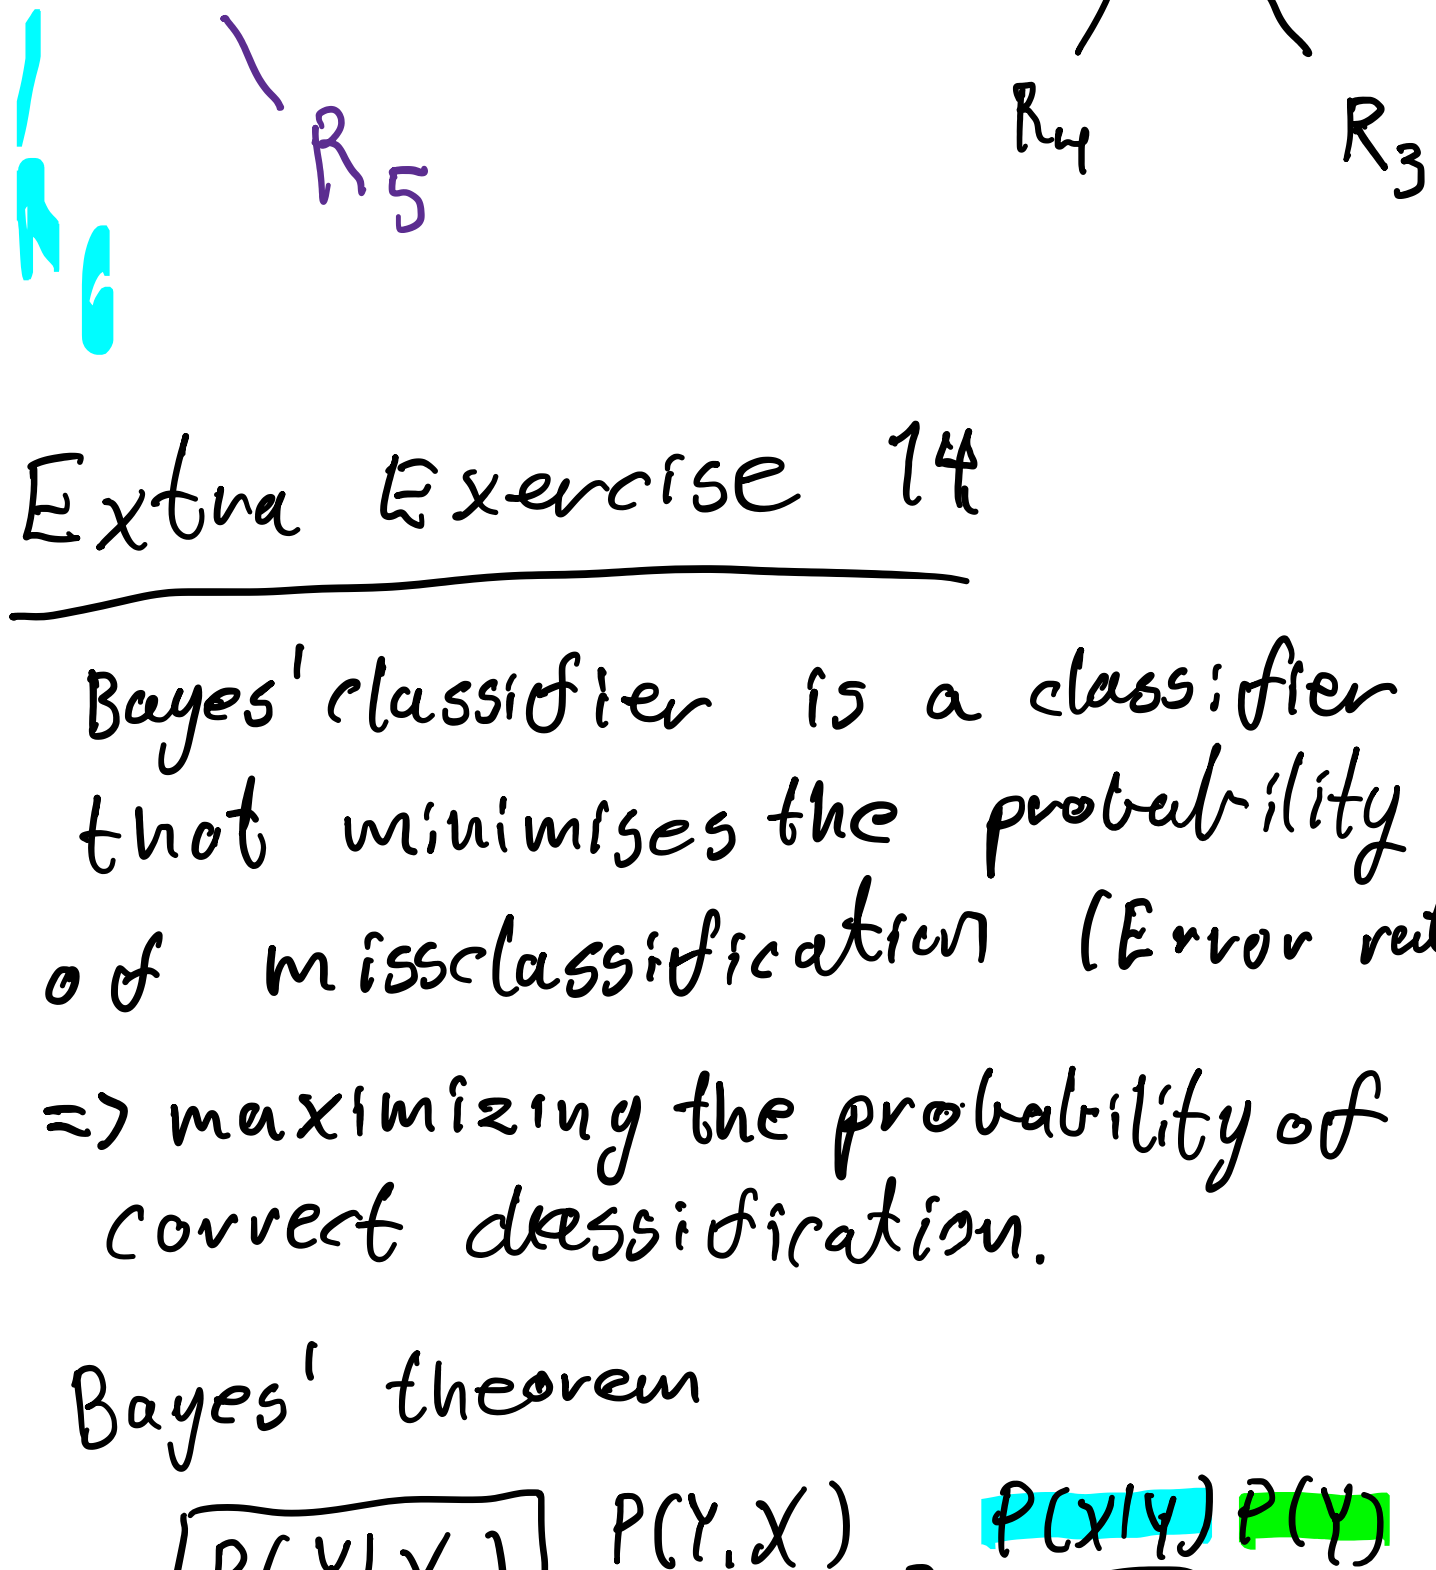 R5
R4
R3
R6
Extra Exercise 14
Bayes' classifier is a classifier
that minimises the probability
of missclassification (Error
=> maximizing the probability of
correct classification.
Bayes' theorem
P(Y,X) P(X|Y) P(Y)